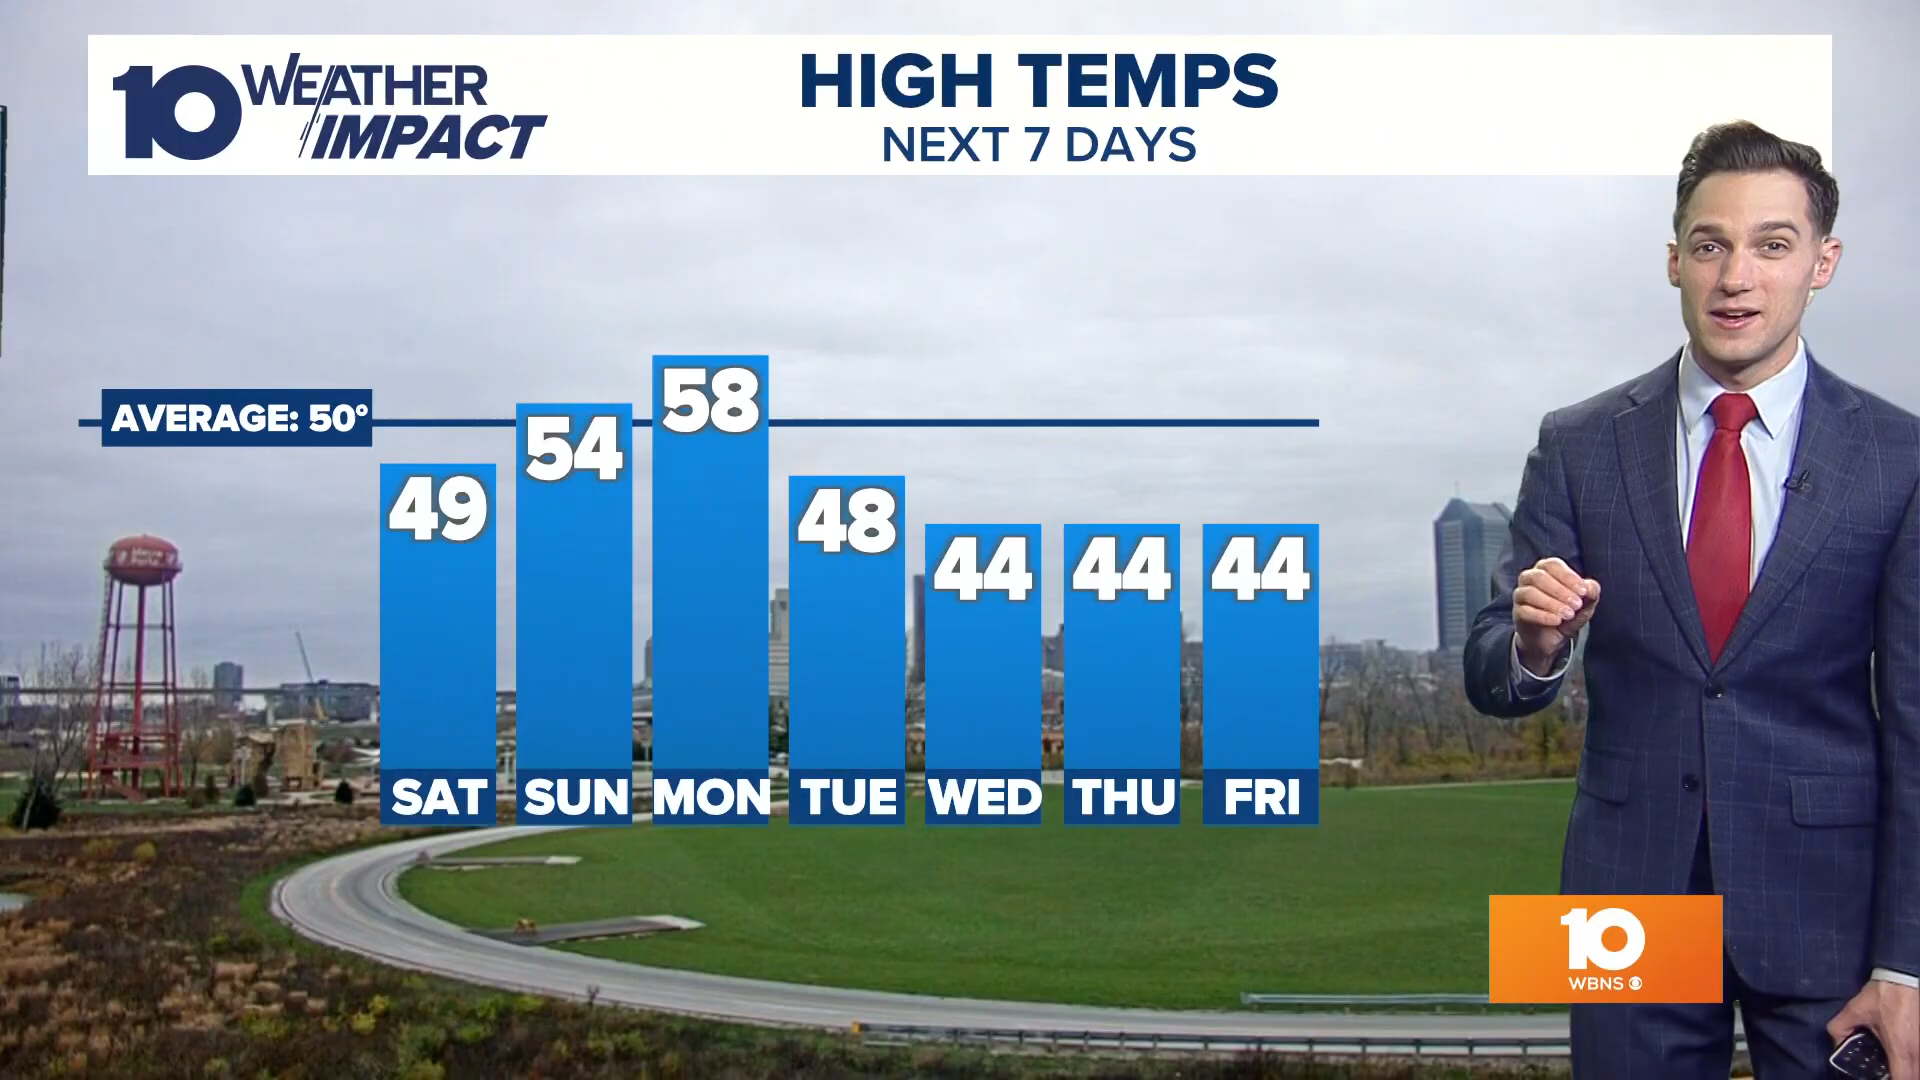 10 WEATHER
IMPACT
HIGH TEMPS
NEXT 7 DAYS
AVERAGE: 50°
49
54
58
48
44
44
44
SAT
SUN
MON
TUE
WED
THU
FRI
10
WBNS